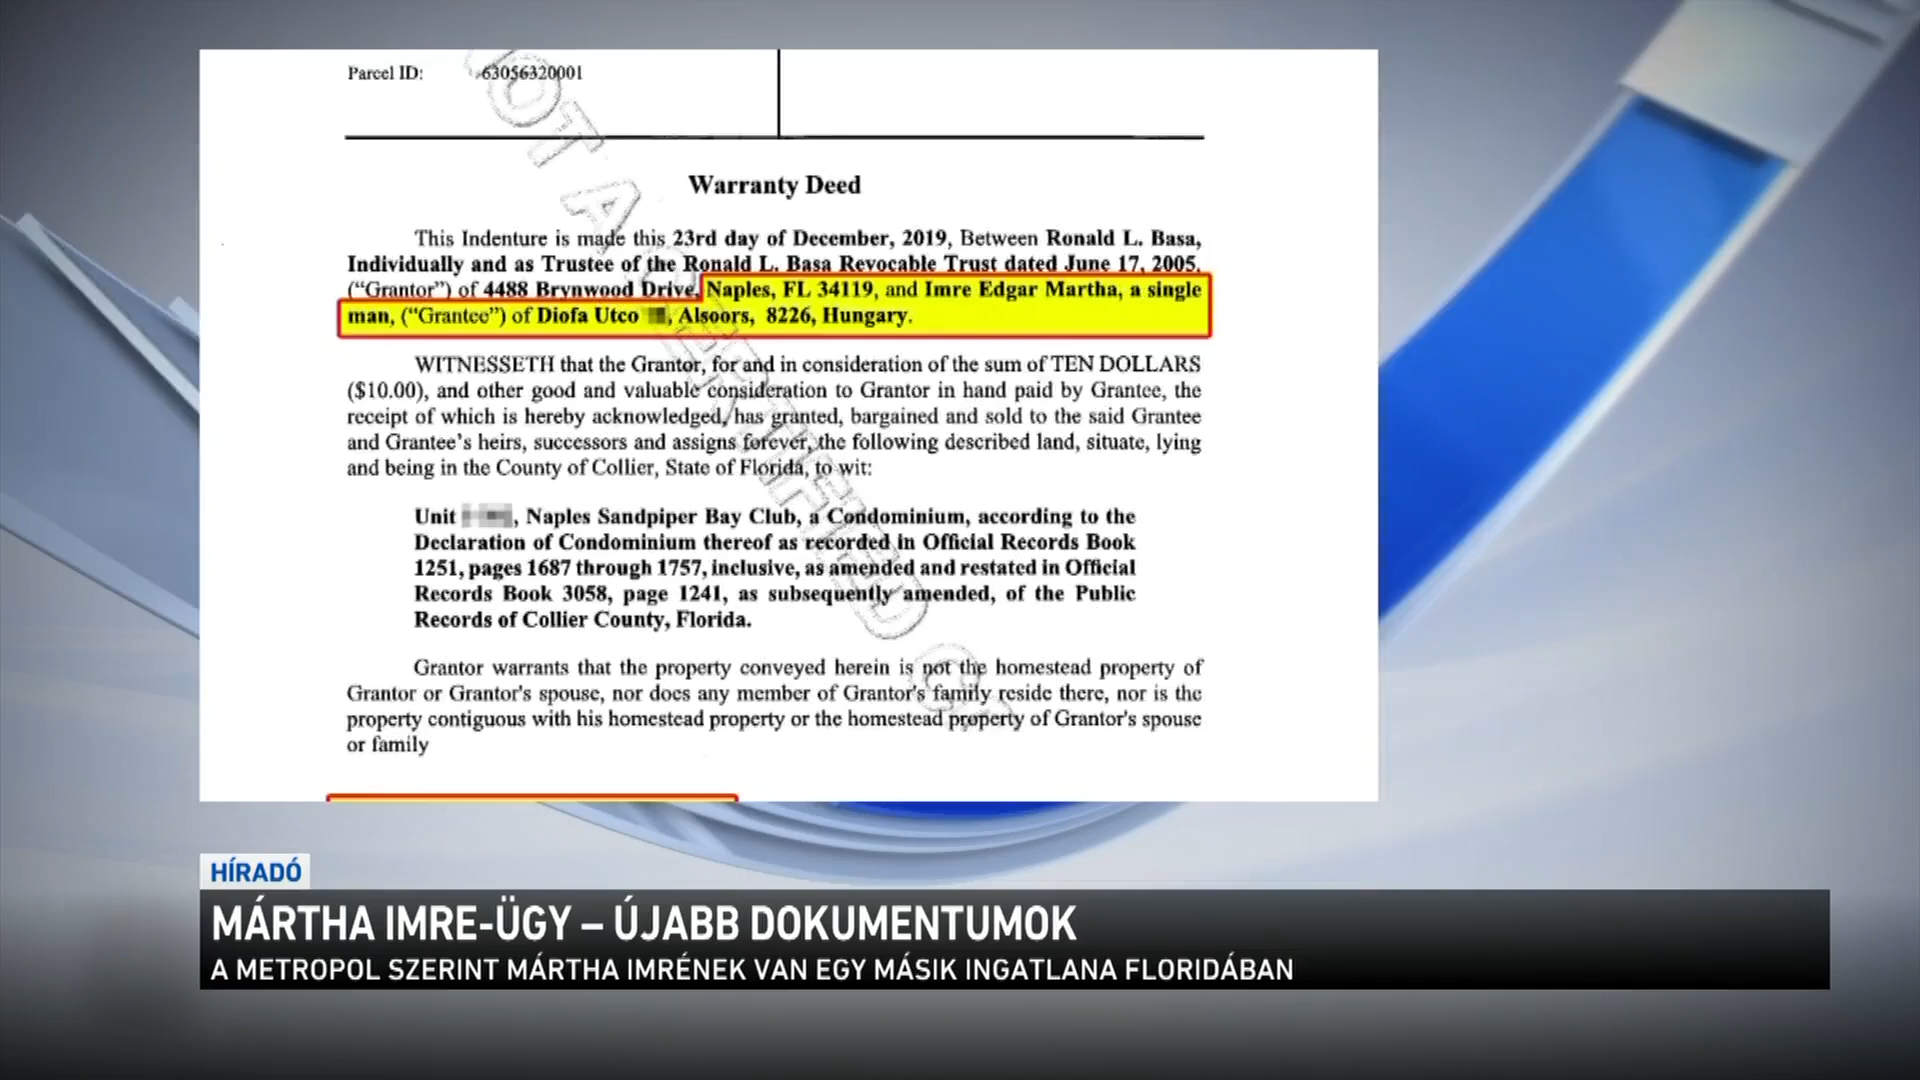 Parcel ID: 63056320001
Warranty Deed
This Indenture is made this 23rd day of December, 2019, Between Ronald L. Basa,
Individually and as Trustee of the Ronald L. Basa Revocable Trust dated June 17, 2005,
(“Grantor”) of 4488 Brynwood Drive, Naples, FL 34119, and Imre Edgar Martha, a single
man, (“Grantee”) of Diofa Utco , Alsoors, 8226, Hungary.
WITNESSETH that the Grantor, for and in consideration of the sum of TEN DOLLARS
($10.00), and other good and valuable consideration to Grantor in hand paid by Grantee, the
receipt of which is hereby acknowledged, has granted, bargained and sold to the said Grantee
and Grantee's heirs, successors and assigns forever, the following described land, situate, lying
and being in the County of Collier, State of Florida, to wit:
Unit , Naples Sandpiper Bay Club, a Condominium, according to the
Declaration of Condominium thereof as recorded in Official Records Book
1251, pages 1687 through 1757, inclusive, as amended and restated in Official
Records Book 3058, page 1241, as subsequently amended, of the Public
Records of Collier County, Florida.
Grantor warrants that the property conveyed herein is not the homestead property of
Grantor or Grantor's spouse, nor does any member of Grantor's family reside there, nor is the
property contiguous with his homestead property or the homestead property of Grantor's spouse
or family
OT A CERTIFIED
HÍRADÓ
MÁRTHA IMRE-ÜGY – ÚJABB DOKUMENTUMOK
A METROPOL SZERINT MÁRTHA IMRÉNEK VAN EGY MÁSIK INGATLANA FLORIDÁBAN